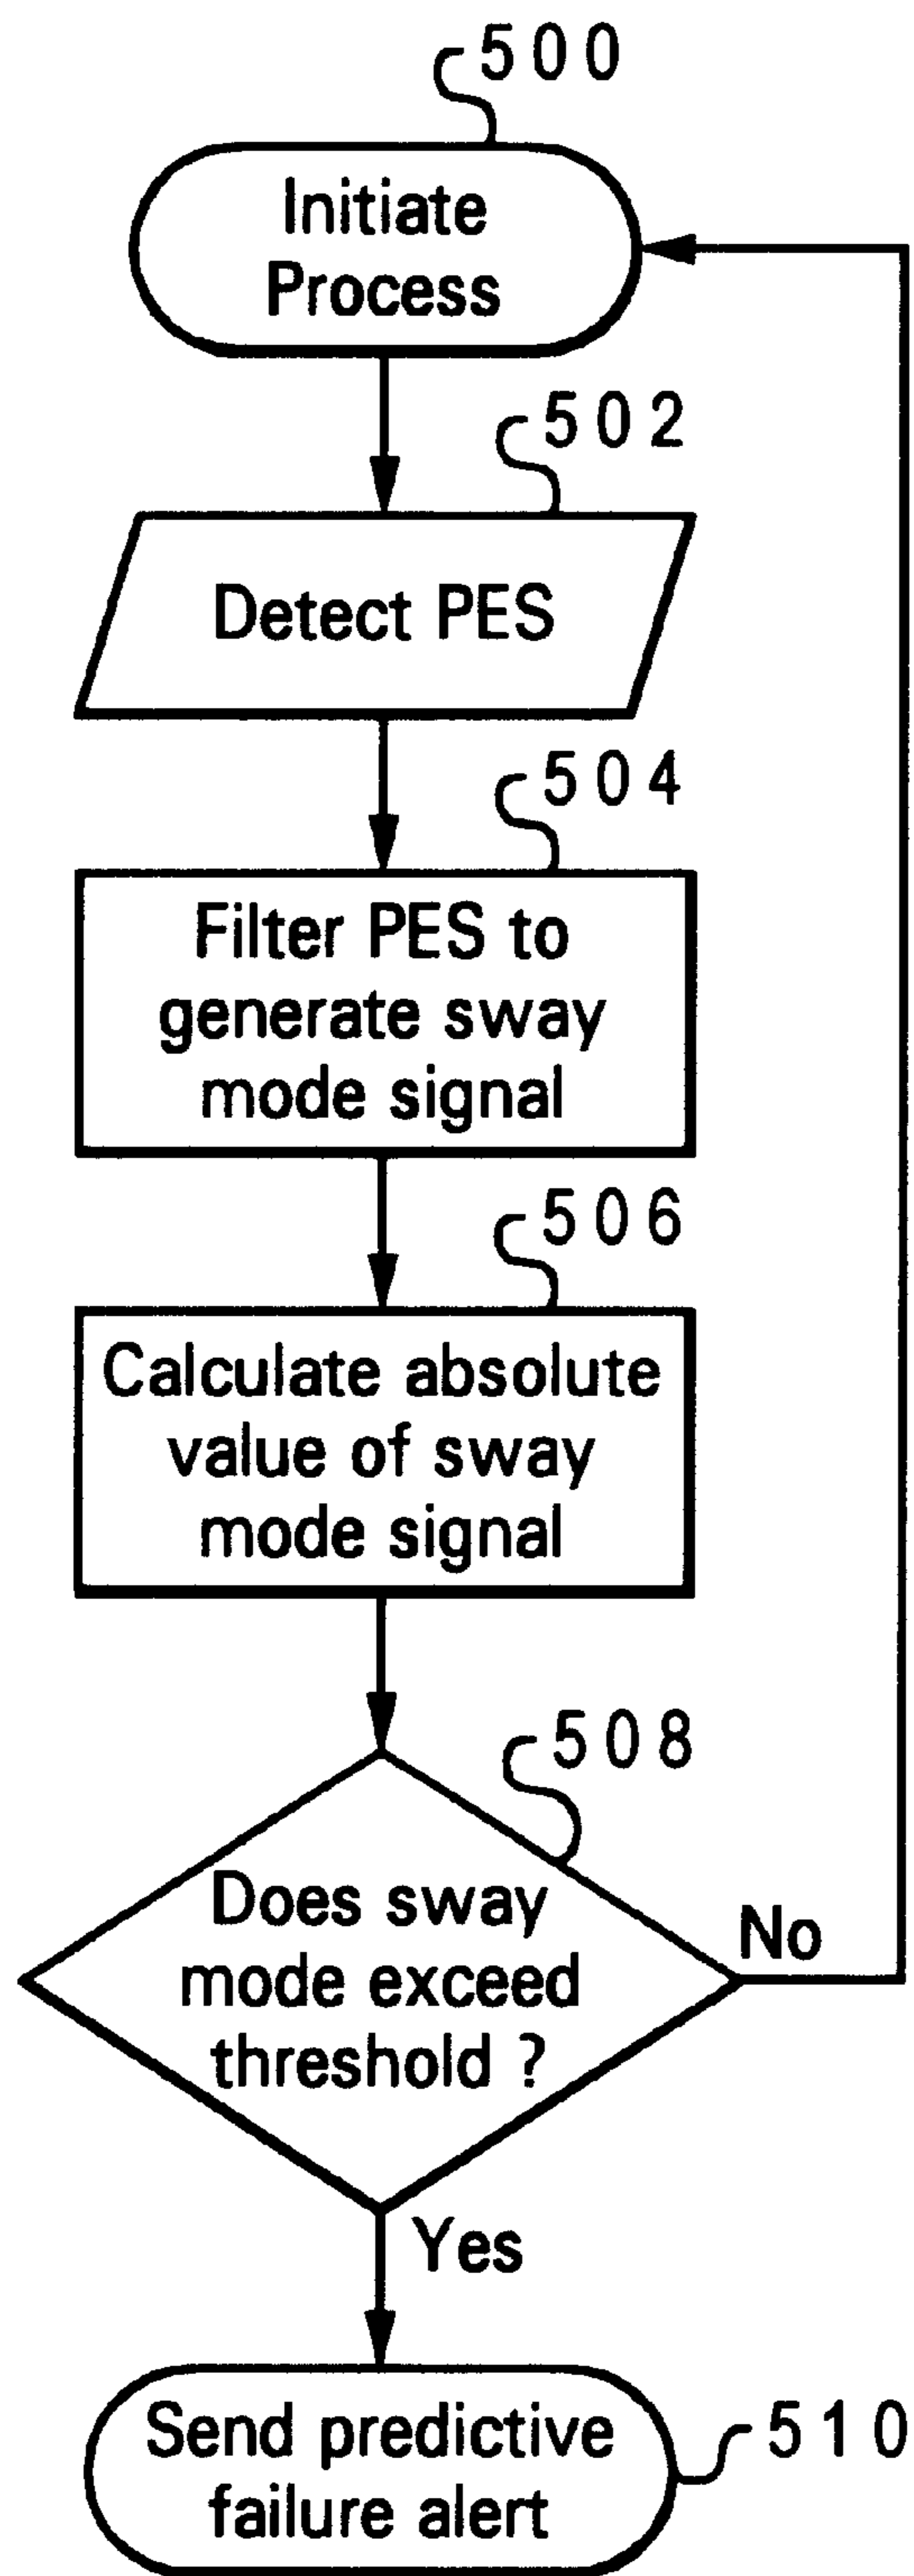 500
Initiate
Process
502
Detect PES
504
Filter PES to
generate sway
mode signal
506
Calculate absolute
value of sway
mode signal
508
Does sway
mode exceed
threshold ?
No
Yes
Send predictive
failure alert
510